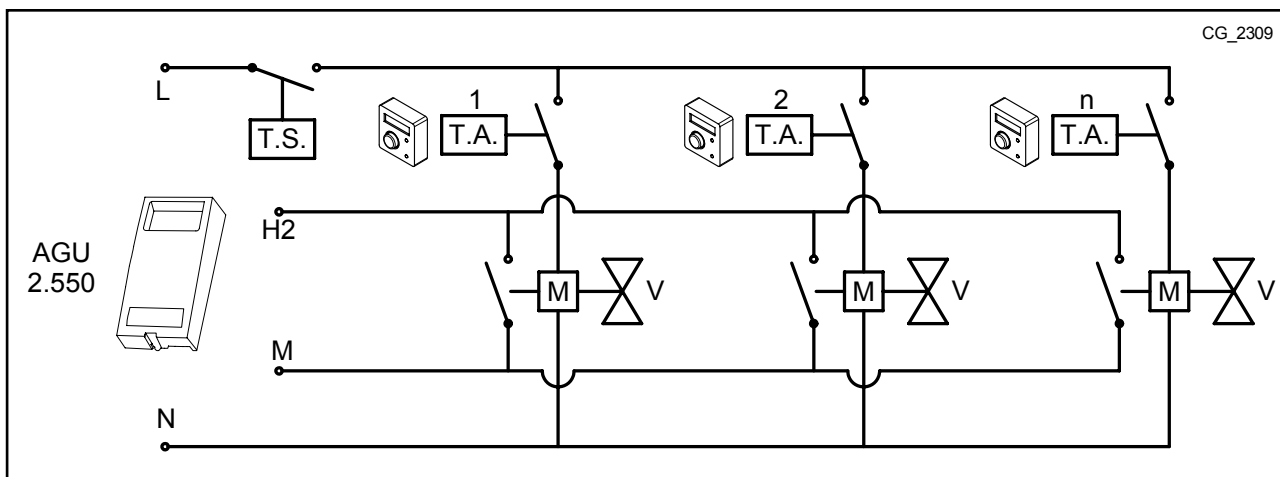 CG_2309
L
T.S.
1
T.A.
2
T.A.
n
T.A.
H2
AGU
2.550
M V
M V
M V
M
N